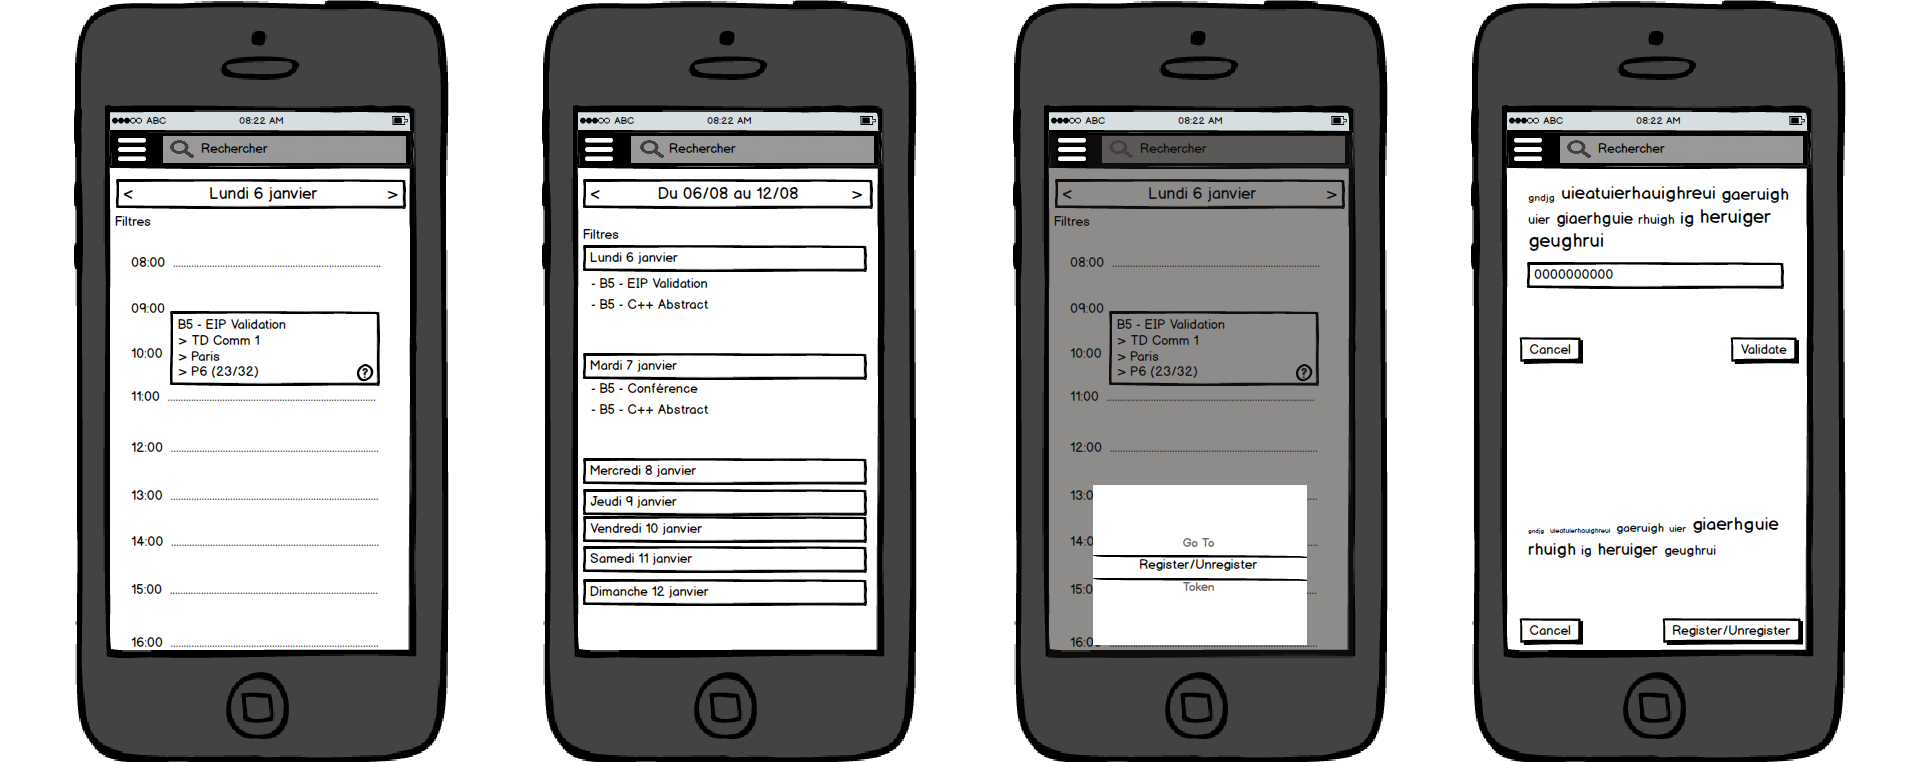 ABC 08:22 AM
Rechercher
< Lundi 6 janvier >
Filtres
08:00
09:00
B5 - EIP Validation
> TD Comm 1
10:00
> Paris
> P6 (23/32) ?
11:00
12:00
13:00
14:00
15:00
16:00
ABC 08:22 AM
Rechercher
< Du 06/08 au 12/08 >
Filtres
Lundi 6 janvier
- B5 - EIP Validation
- B5 - C++ Abstract
Mardi 7 janvier
- B5 - Conférence
- B5 - C++ Abstract
Mercredi 8 janvier
Jeudi 9 janvier
Vendredi 10 janvier
Samedi 11 janvier
Dimanche 12 janvier
ABC 08:22 AM
Rechercher
< Lundi 6 janvier >
Filtres
08:00
09:00
B5 - EIP Validation
> TD Comm 1
10:00
> Paris
> P6 (23/32) ?
11:00
12:00
13:0
14:0 Go To
Register/Unregister
15:0 Token
16:0
ABC 08:22 AM
Rechercher
gndjg uieatuierhauighreui gaeruigh
uier giaerhguie rhuigh ig heruiger
geughrui
0000000000
Cancel Validate
gndjg uieatuierhauighreui gaeruigh uier giaerhguie
rhuigh ig heruiger geughrui
Cancel Register/Unregister